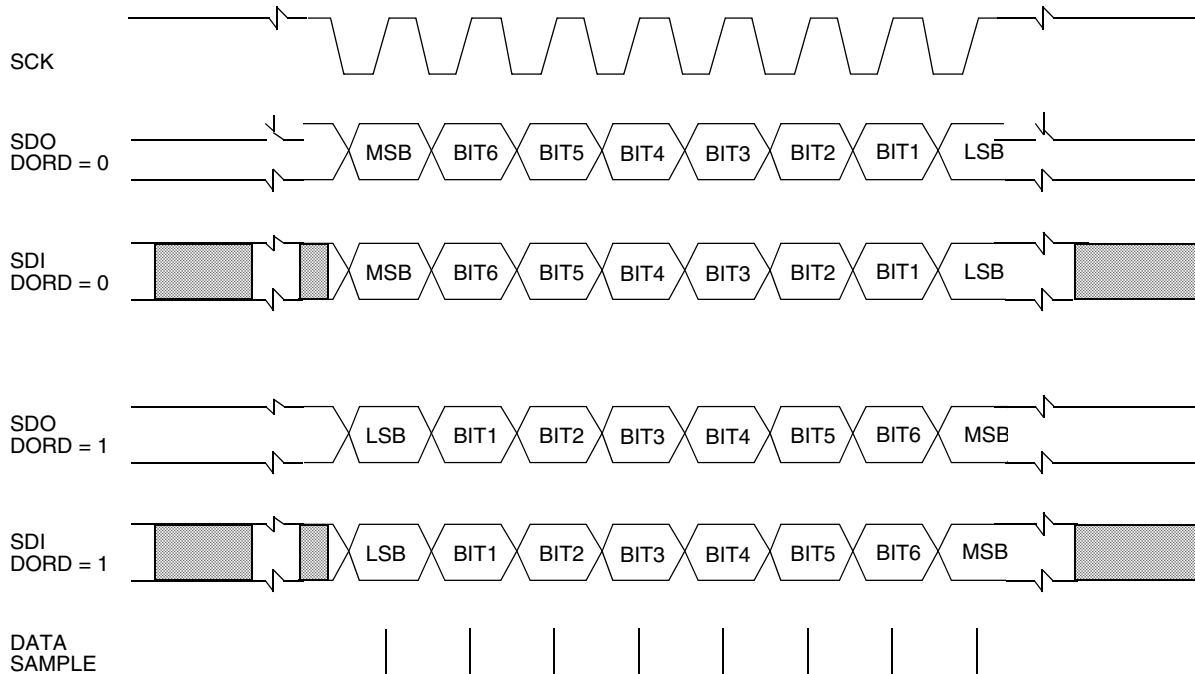 SCK
SDO
DORD = 0
MSB BIT6 BIT5 BIT4 BIT3 BIT2 BIT1 LSB
SDI
DORD = 0
MSB BIT6 BIT5 BIT4 BIT3 BIT2 BIT1 LSB
SDO
DORD = 1
LSB BIT1 BIT2 BIT3 BIT4 BIT5 BIT6 MSB
SDI
DORD = 1
LSB BIT1 BIT2 BIT3 BIT4 BIT5 BIT6 MSB
DATA
SAMPLE